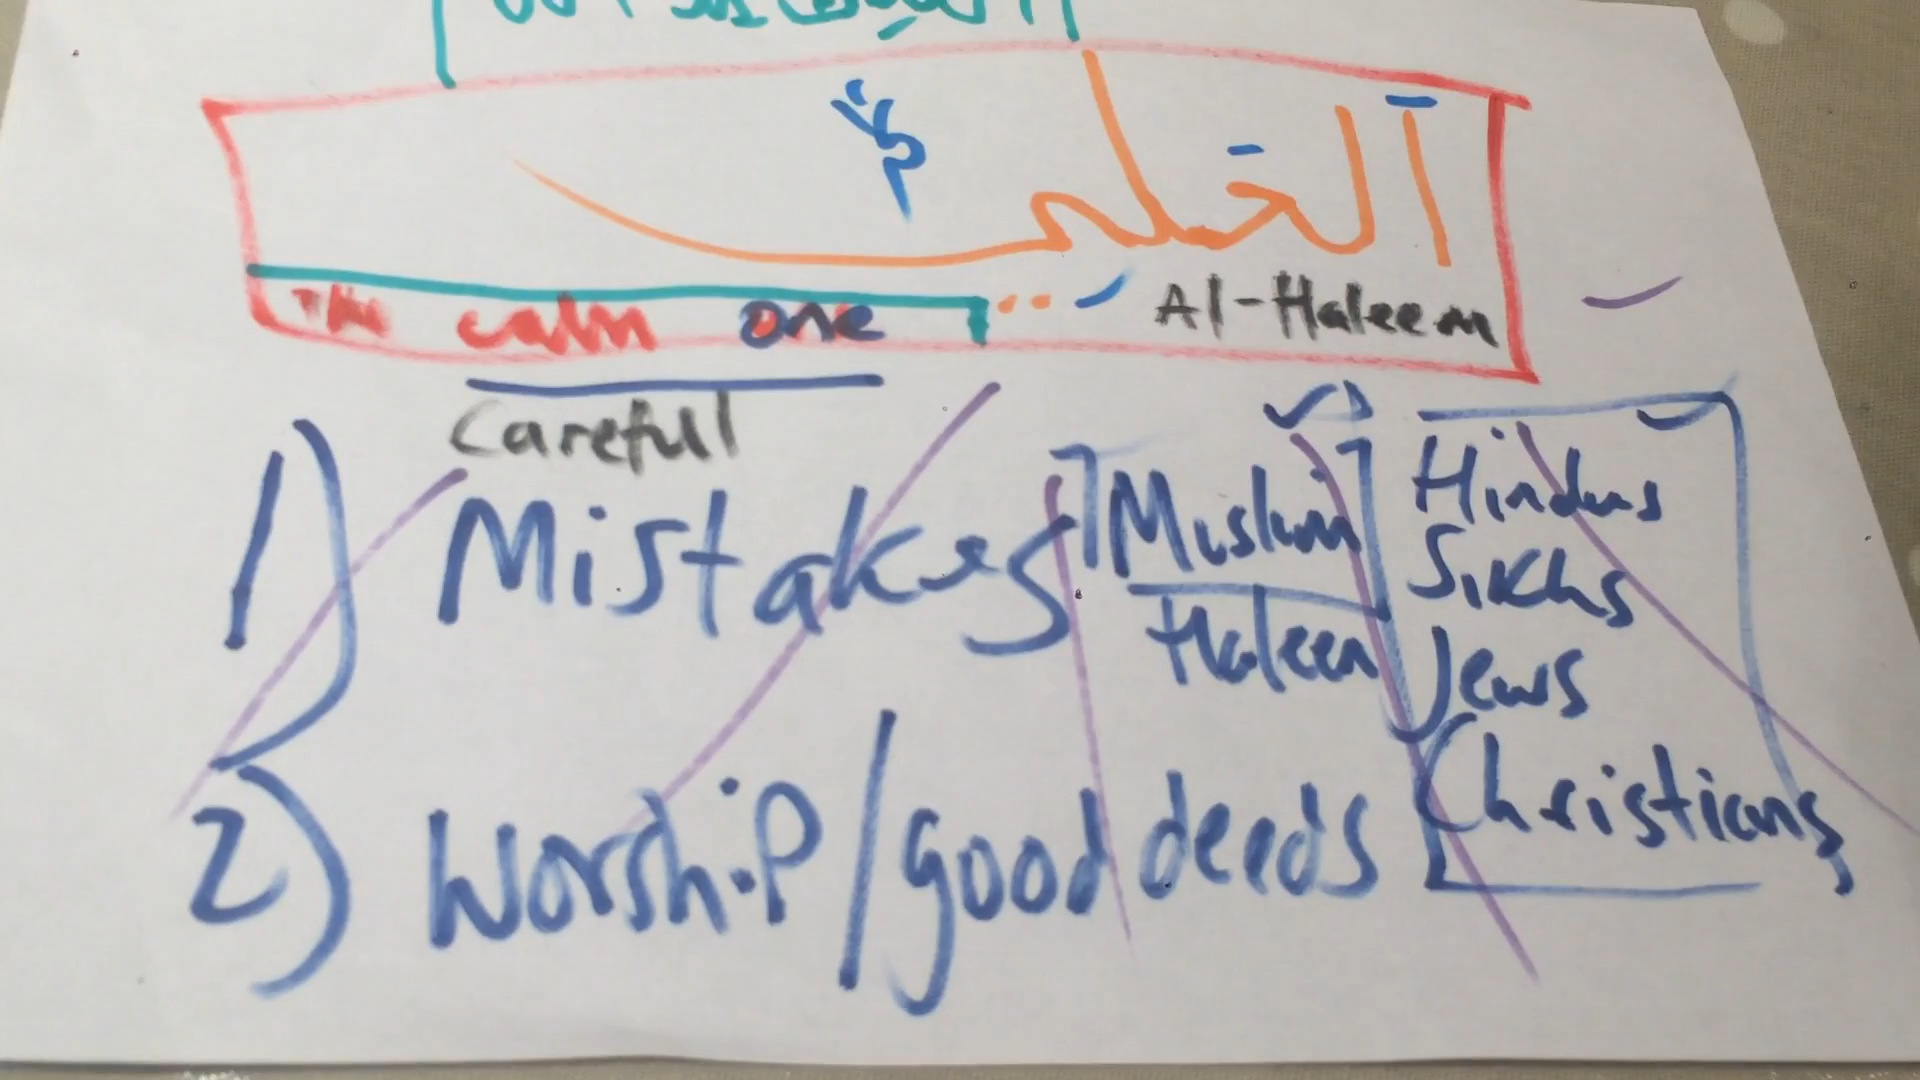 الحليم
The calm one Al-Haleem
Careful
1) Mistakes
Muslim
Haleem
Hindus
Sikhs
Jews
Christians
2) Worship/good deeds